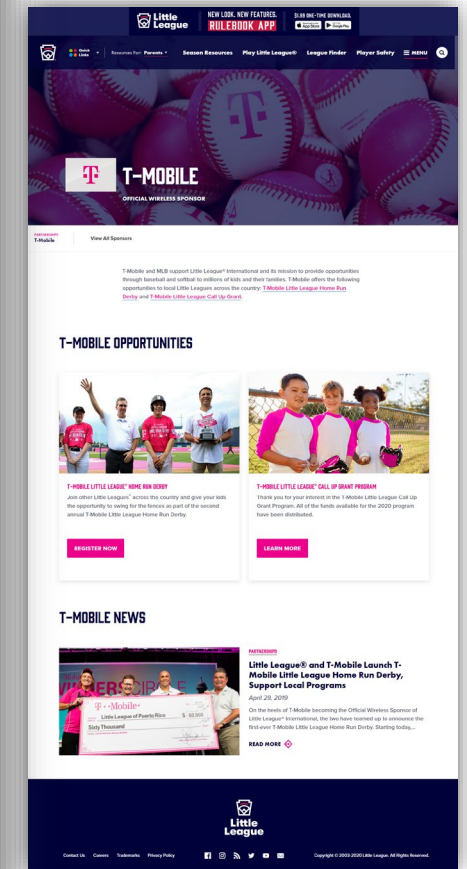 Little
League
NEW LOOK. NEW FEATURES.
RULEBOOK APP
$1.99 ONE-TIME DOWNLOAD.
App Store
Google Play
Quick
Links
Resources For: Parents
Season Resources
Play Little League®
League Finder
Player Safety
MENU
T
T-MOBILE
OFFICIAL WIRELESS SPONSOR
PARTNERSHIPS
T-Mobile
View All Sponsors
T-Mobile and MLB support Little League® International and its mission to provide opportunities
through baseball and softball to millions of kids and their families. T-Mobile offers the following
opportunities to local Little Leagues across the country: T-Mobile Little League Home Run
Derby and T-Mobile Little League Call Up Grant.
T-MOBILE OPPORTUNITIES
T-MOBILE LITTLE LEAGUE® HOME RUN DERBY
Join other Little Leagues® across the country and give your kids
the opportunity to swing for the fences as part of the second
annual T-Mobile Little League Home Run Derby.
REGISTER NOW
T-MOBILE LITTLE LEAGUE® CALL UP GRANT PROGRAM
Thank you for your interest in the T-Mobile Little League Call Up
Grant Program. All of the funds available for the 2020 program
have been distributed.
LEARN MORE
T-MOBILE NEWS
T-Mobile
Little League of Puerto Rico
$ 60,000
Sixty Thousand
PARTNERSHIPS
Little League® and T-Mobile Launch T-
Mobile Little League Home Run Derby,
Support Local Programs
April 29, 2019
On the heels of T-Mobile becoming the Official Wireless Sponsor of
Little League® International, the two have teamed up to announce the
first-ever T-Mobile Little League Home Run Derby. Starting today,...
READ MORE
Little
League
Contact Us
Careers
Trademarks
Privacy Policy
Copyright © 2003-2020 Little League. All Rights Reserved.